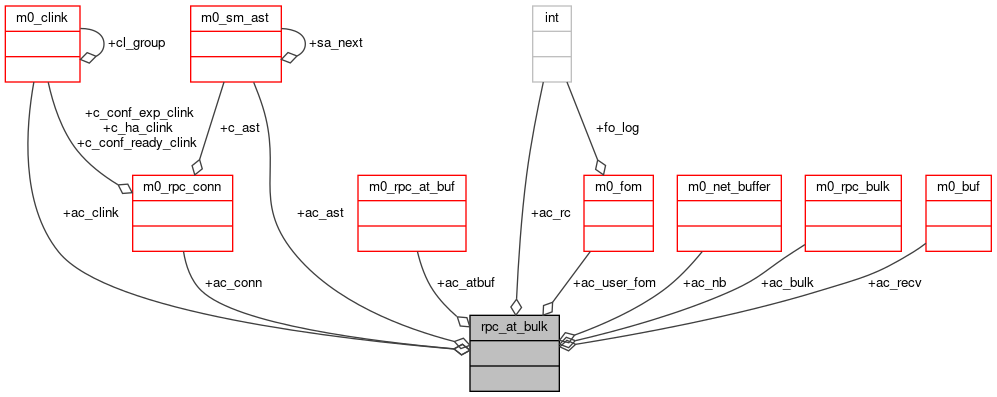 m0_clink
m0_sm_ast
int
+cl_group
+sa_next
+c_conf_exp_clink
+c_ha_clink
+c_conf_ready_clink
+c_ast
+fo_log
m0_rpc_conn
m0_rpc_at_buf
m0_fom
m0_net_buffer
m0_rpc_bulk
m0_buf
+ac_clink
+ac_ast
+ac_rc
+ac_conn
+ac_atbuf
+ac_user_fom
+ac_nb
+ac_bulk
+ac_recv
rpc_at_bulk